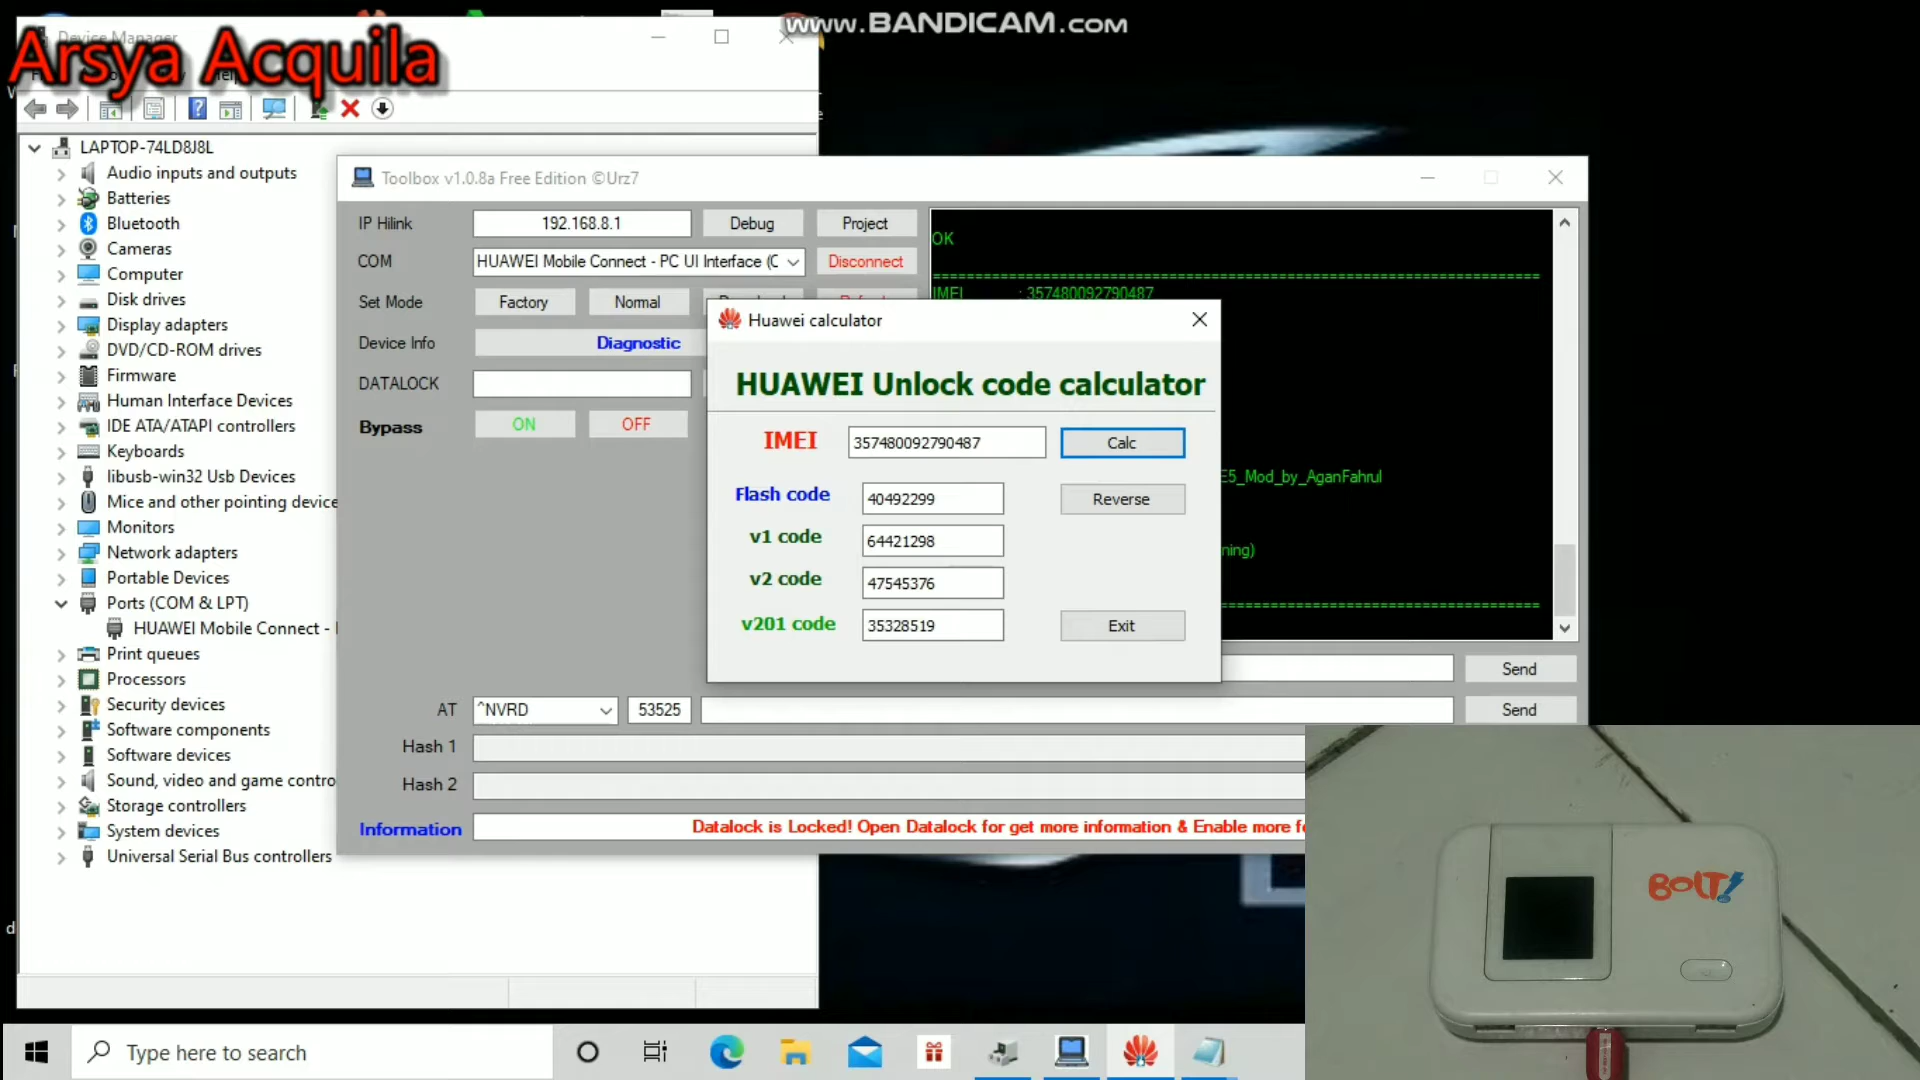 www.BANDICAM.com
Device Manager
Arsya Acquila
LAPTOP-74LD8J8L
Audio inputs and outputs
Batteries
Bluetooth
Cameras
Computer
Disk drives
Display adapters
DVD/CD-ROM drives
Firmware
Human Interface Devices
IDE ATA/ATAPI controllers
Keyboards
libusb-win32 Usb Devices
Mice and other pointing device
Monitors
Network adapters
Portable Devices
Ports (COM & LPT)
HUAWEI Mobile Connect -
Print queues
Processors
Security devices
Software components
Software devices
Sound, video and game contro
Storage controllers
System devices
Universal Serial Bus controllers
Toolbox v1.0.8a Free Edition ©Urz7
IP Hilink 192.168.8.1 Debug Project
COM HUAWEI Mobile Connect - PC UI Interface (C Disconnect
Set Mode Factory Normal
Device Info Diagnostic
DATALOCK
Bypass ON OFF
OK
IMEI : 357480092790487
E5_Mod_by_AganFahrul
ning)
Huawei calculator
HUAWEI Unlock code calculator
IMEI 357480092790487 Calc
Flash code 40492299 Reverse
v1 code 64421298
v2 code 47545376
v201 code 35328519 Exit
Send
AT ^NVRD 53525 Send
Hash 1
Hash 2
Information Datalock is Locked! Open Datalock for get more information & Enable more fe
BOLT!
Type here to search